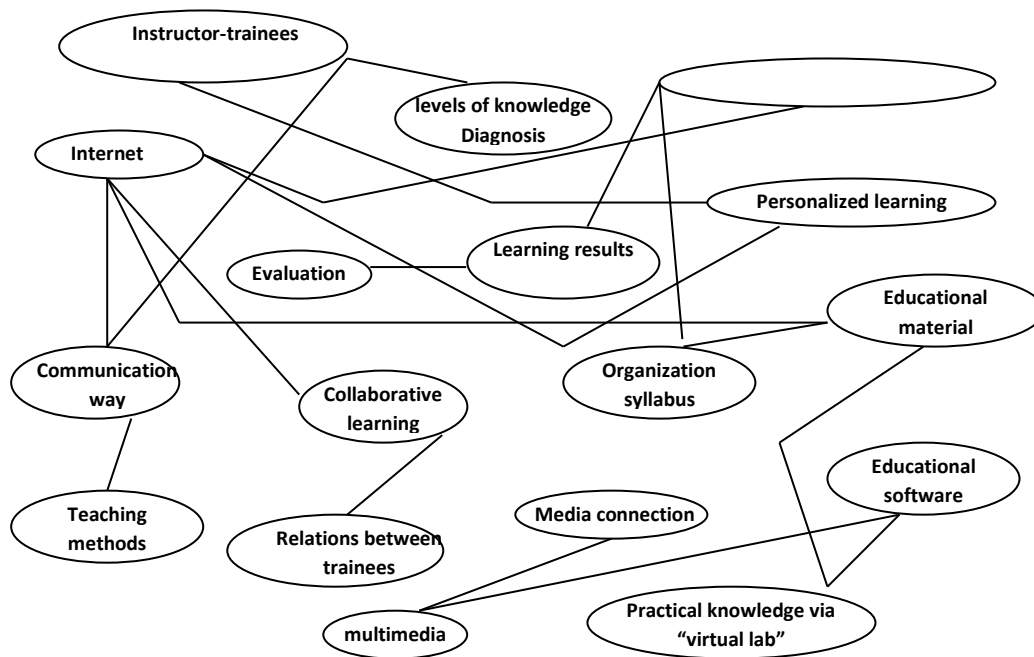 Instructor-trainees
levels of knowledge
Diagnosis
Internet
Personalized learning
Learning results
Evaluation
Educational
material
Communication
way
Collaborative
learning
Organization
syllabus
Educational
software
Teaching
methods
Media connection
Relations between
trainees
Practical knowledge via
“virtual lab”
multimedia